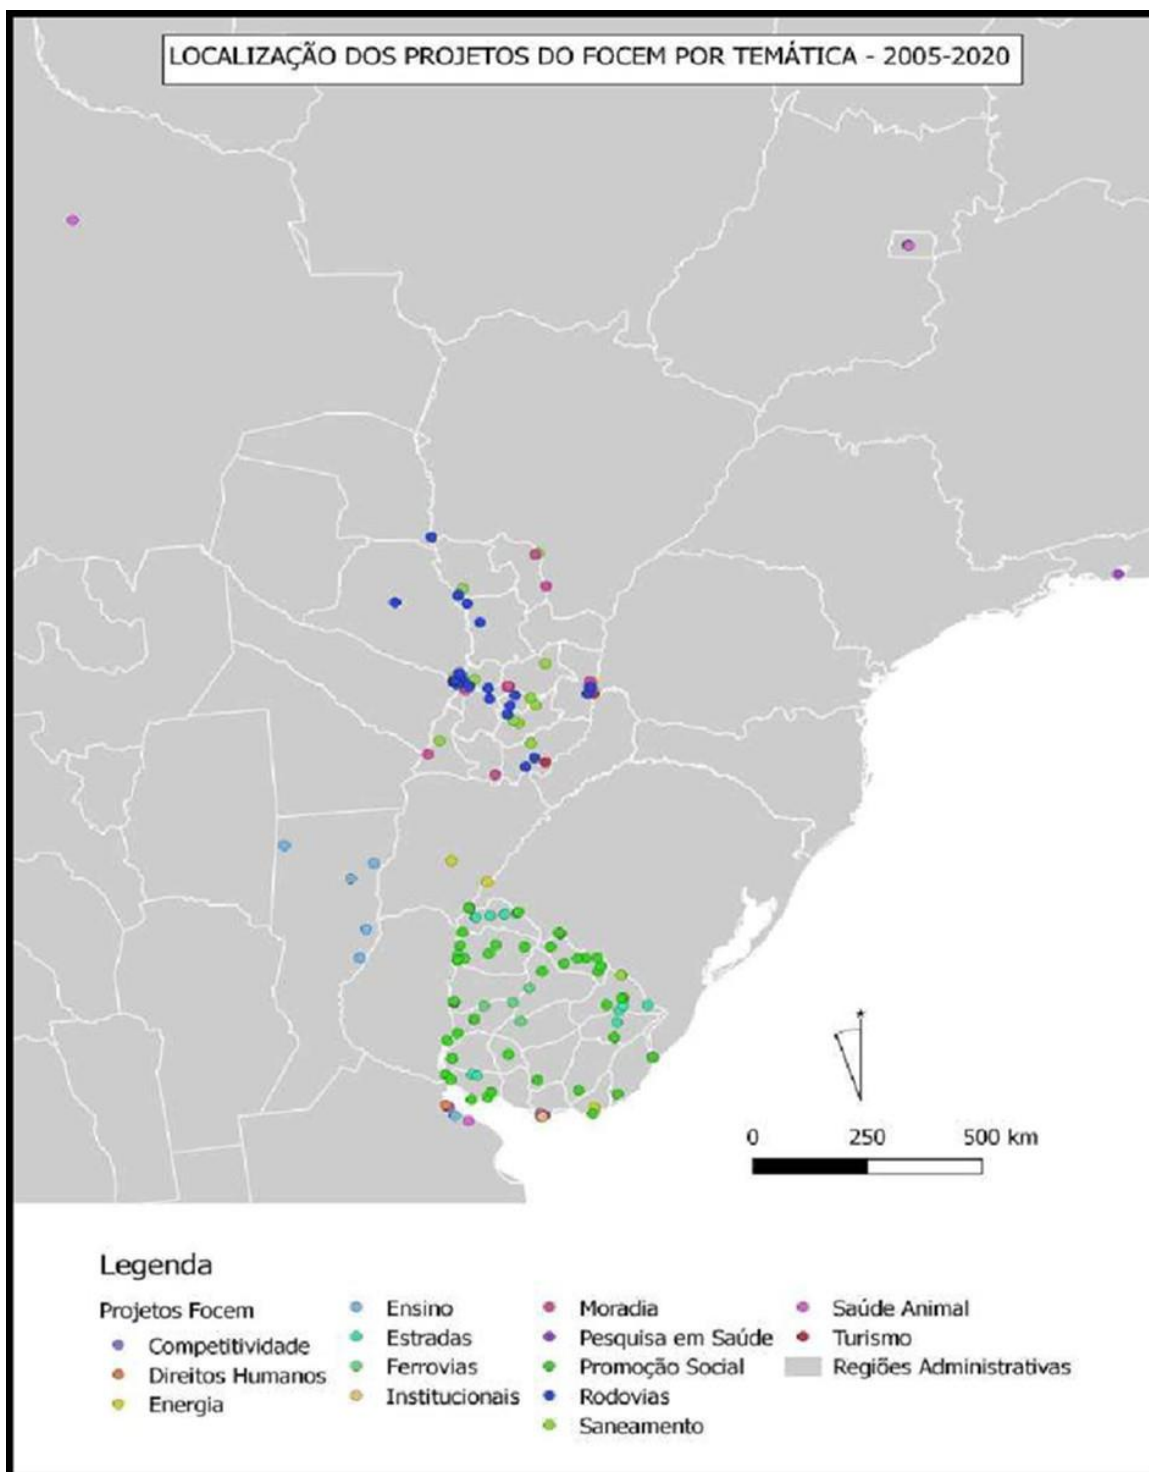 LOCALIZAÇÃO DOS PROJETOS DO FOCEM POR TEMÁTICA - 2005-2020
*
0 250 500 km
Legenda
Projetos Focem
Competitividade
Direitos Humanos
Energia
Ensino
Estradas
Ferrovias
Institucionais
Moradia
Pesquisa em Saúde
Promoção Social
Rodovias
Saneamento
Saúde Animal
Turismo
Regiões Administrativas